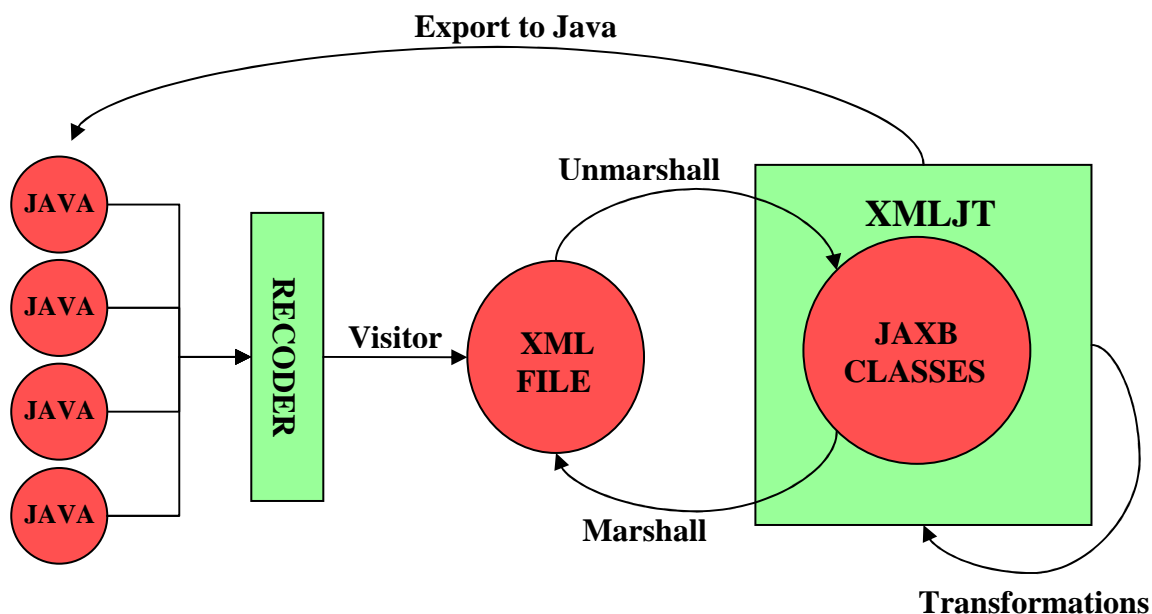 Export to Java
Unmarshall
XMLJT
JAVA
JAVA
JAVA
JAVA
RECODER
Visitor
XML
FILE
JAXB
CLASSES
Marshall
Transformations